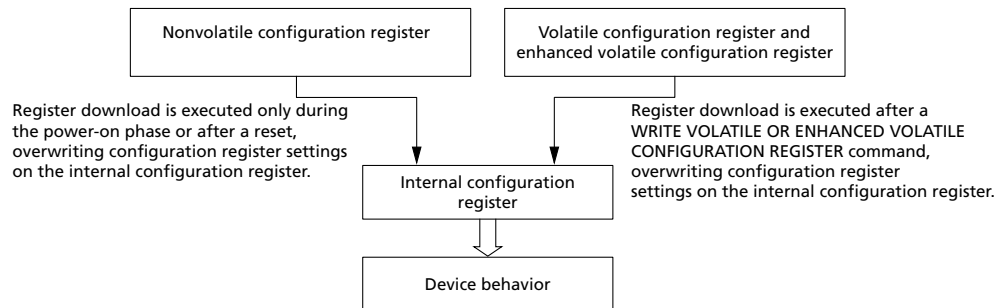 Nonvolatile configuration register
Volatile configuration register and
enhanced volatile configuration register
Register download is executed only during
the power-on phase or after a reset,
overwriting configuration register settings
on the internal configuration register.
Register download is executed after a
WRITE VOLATILE OR ENHANCED VOLATILE
CONFIGURATION REGISTER command,
overwriting configuration register
settings on the internal configuration register.
Internal configuration
register
Device behavior